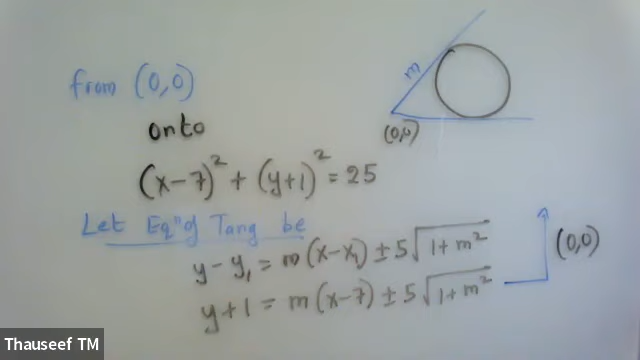 from (0,0)
onto
(x-7)² + (y+1)² = 25
m
(0,0)
Let Eqⁿ of Tang be
y - y₁ = m(x - x₁) ± 5√(1+m²)
y + 1 = m(x-7) ± 5√(1+m²)
(0,0)
Thauseef TM